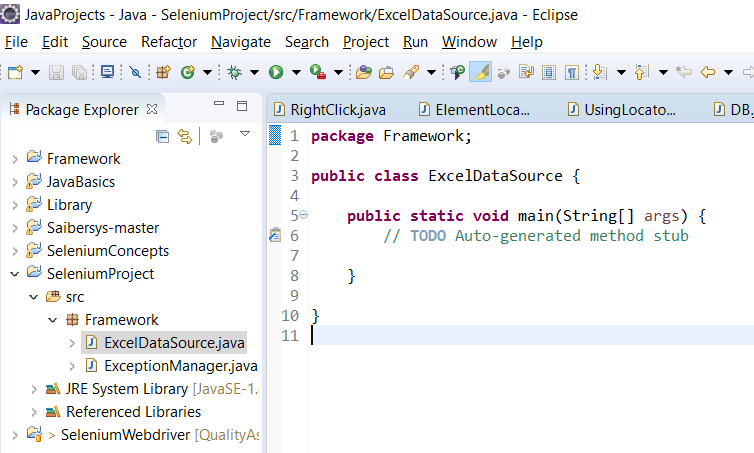 JavaProjects - Java - SeleniumProject/src/Framework/ExcelDataSource.java - Eclipse
File Edit Source Refactor Navigate Search Project Run Window Help
Package Explorer
Framework
JavaBasics
Library
Saibersys-master
SeleniumConcepts
SeleniumProject
src
Framework
ExcelDataSource.java
ExceptionManager.java
JRE System Library [JavaSE-1.
Referenced Libraries
> SeleniumWebdriver [QualityAs
RightClick.java ElementLoca... UsingLocato... DB.
1 package Framework;
2
3 public class ExcelDataSource {
4
5 public static void main(String[] args) {
6 // TODO Auto-generated method stub
7
8 }
9
10 }
11